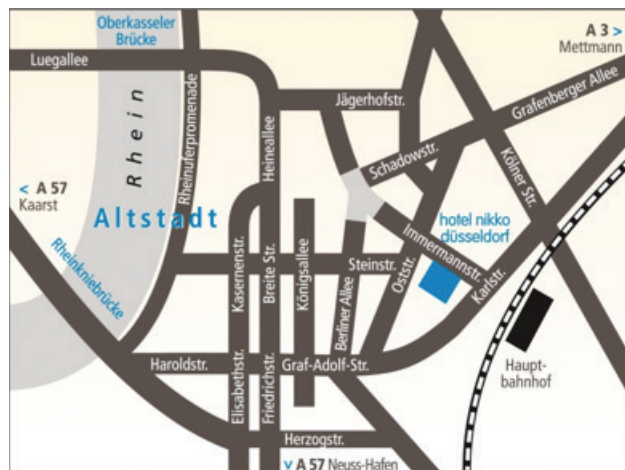 Oberkasseler
Brücke
A 3 >
Mettmann
Luegallee
Jägerhofstr.
Grafenberger Allee
Rhein
Rheinuferpromenade
Heineallee
Schadowstr.
Kölner Str.
< A 57
Kaarst
Altstadt
hotel nikko
düsseldorf
Immermannstr.
Rheinkniebrücke
Kasernenstr.
Breite Str.
Königsallee
Steinstr.
Berliner Allee
Oststr.
Karlstr.
Haroldstr.
Graf-Adolf-Str.
Haupt-
bahnhof
Elisabethstr.
Friedrichstr.
Herzogstr.
v A 57 Neuss-Hafen